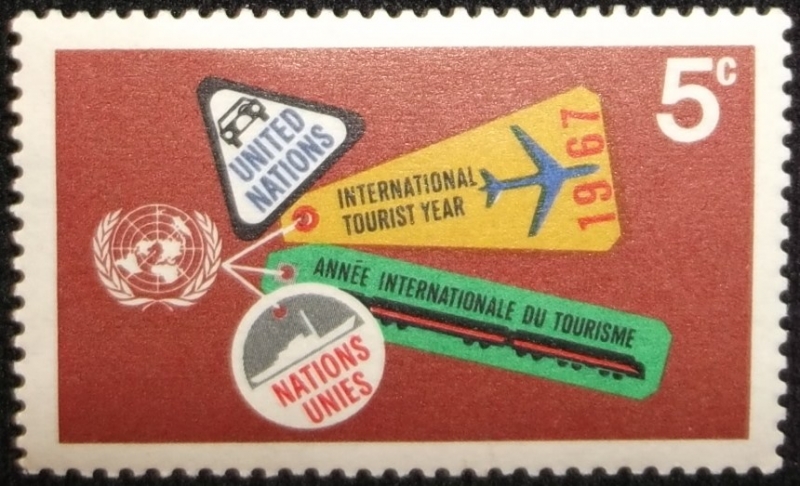 5c
UNITED
NATIONS
INTERNATIONAL
TOURIST YEAR
1967
ANNÉE INTERNATIONALE DU TOURISME
NATIONS
UNIES